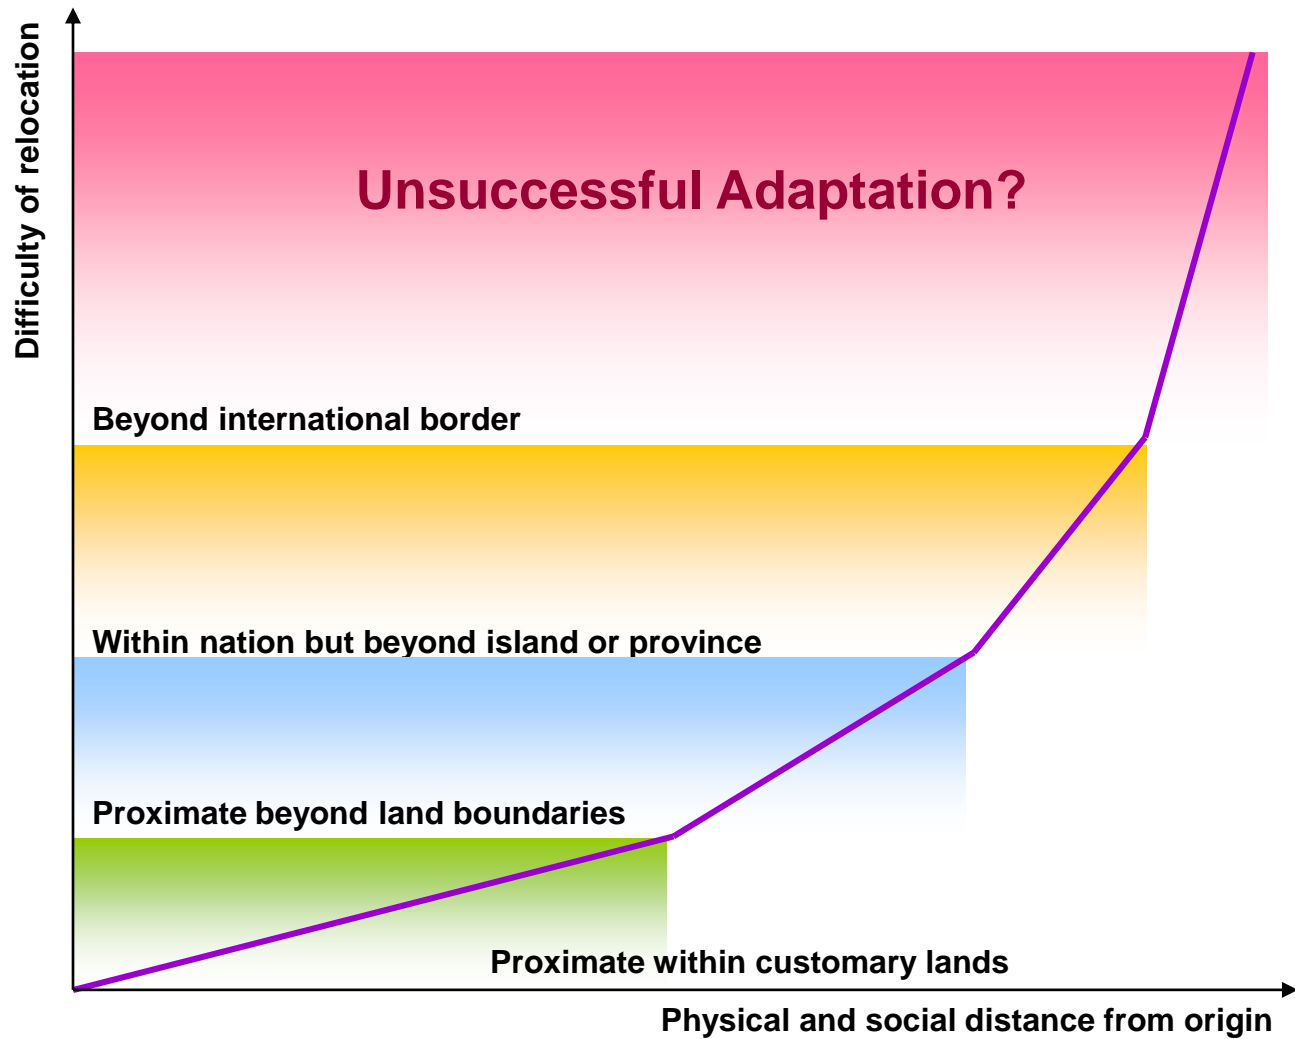 Difficulty of relocation
Unsuccessful Adaptation?
Beyond international border
Within nation but beyond island or province
Proximate beyond land boundaries
Proximate within customary lands
Physical and social distance from origin